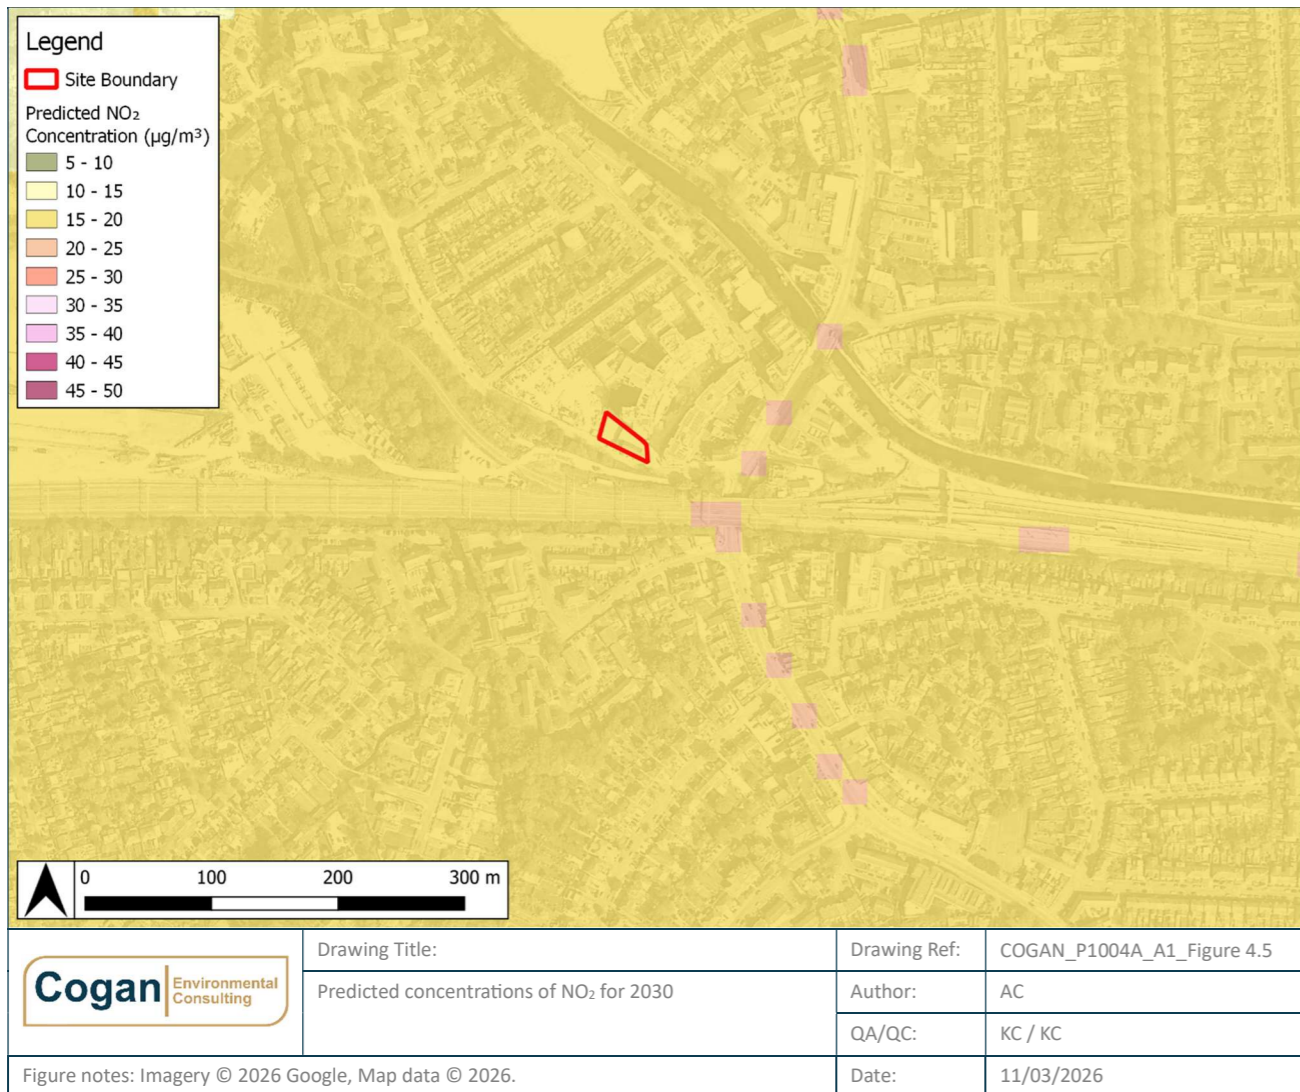 Legend
Site Boundary
Predicted NO₂
Concentration (µg/m³)
5 - 10
10 - 15
15 - 20
20 - 25
25 - 30
30 - 35
35 - 40
40 - 45
45 - 50
0 100 200 300 m
Cogan Environmental
Consulting
Drawing Title:
Predicted concentrations of NO₂ for 2030
Drawing Ref: COGAN_P1004A_A1_Figure 4.5
Author: AC
QA/QC: KC / KC
Figure notes: Imagery © 2026 Google, Map data © 2026.
Date: 11/03/2026